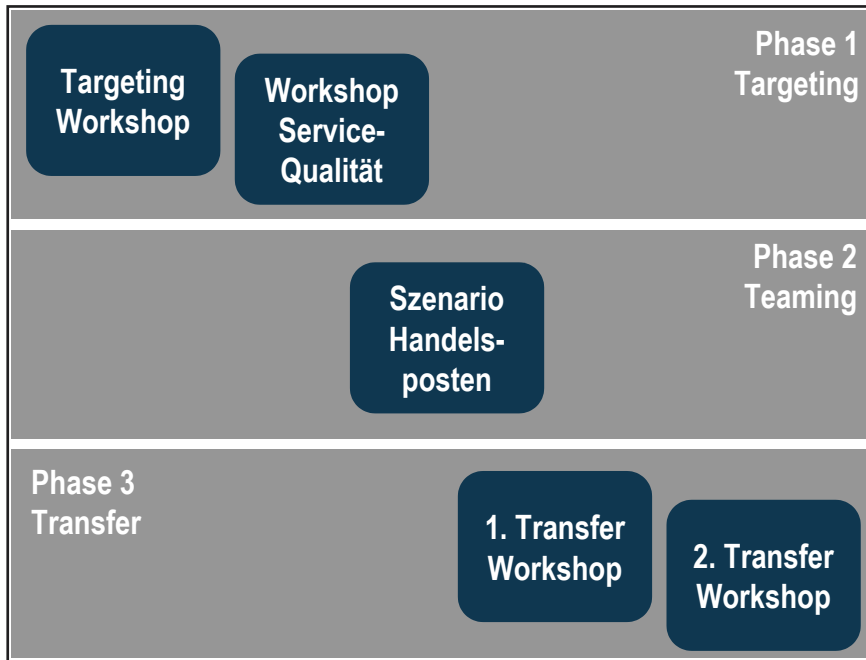 Targeting
Workshop
Workshop
Service-
Qualität
Phase 1
Targeting
Szenario
Handels-
posten
Phase 2
Teaming
Phase 3
Transfer
1. Transfer
Workshop
2. Transfer
Workshop